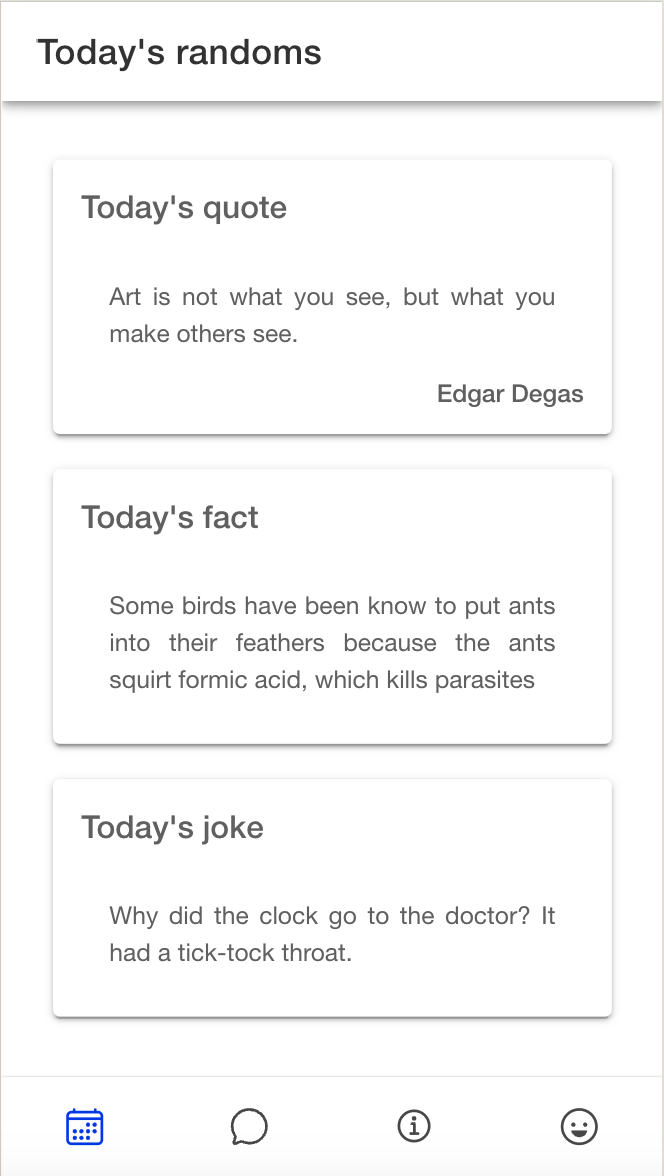 Today's randoms
Today's quote
Art is not what you see, but what you
make others see.
Edgar Degas
Today's fact
Some birds have been know to put ants
into their feathers because the ants
squirt formic acid, which kills parasites
Today's joke
Why did the clock go to the doctor? It
had a tick-tock throat.